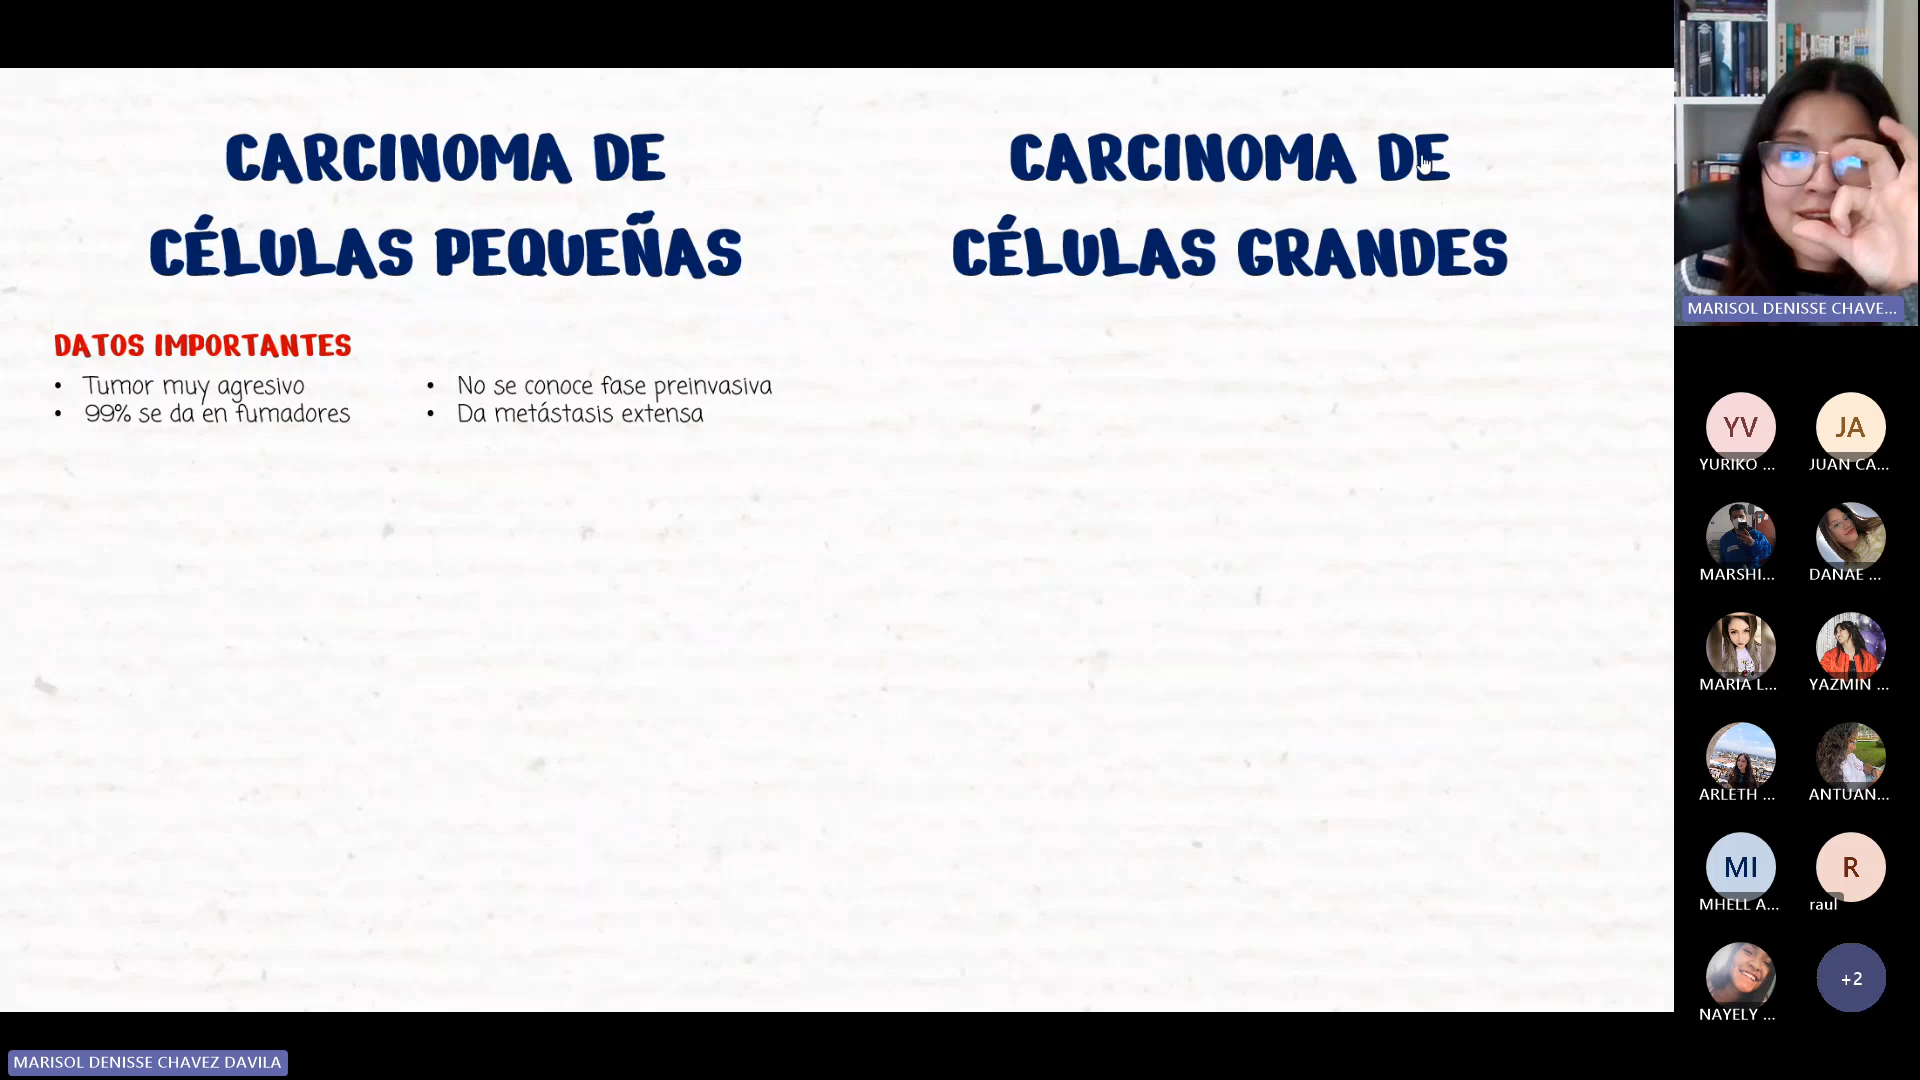 CARCINOMA DE
CÉLULAS PEQUEÑAS
CARCINOMA DE
CÉLULAS GRANDES
DATOS IMPORTANTES
• Tumor muy agresivo
• 99% se da en fumadores
• No se conoce fase preinvasiva
• Da metástasis extensa
MARISOL DENISSE CHAVE...
YV
YURIKO ...
JA
JUAN CA...
MARSHI...
DANAE ...
MARIA L...
YAZMIN ...
ARLETH ...
ANTUAN...
MI
MHELL A...
R
raul
NAYELY ...
+2
MARISOL DENISSE CHAVEZ DAVILA